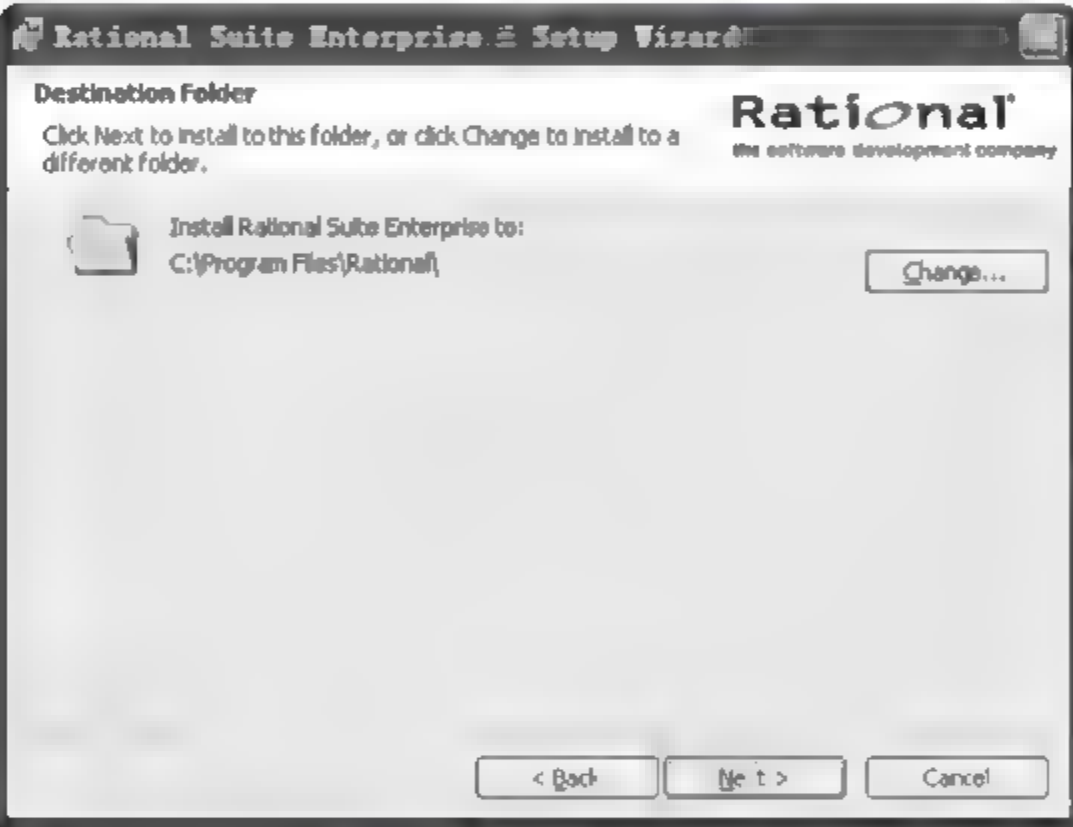 Rational Suite Enterprise - Setup Wizard
Destination Folder
Click Next to install to this folder, or click Change to install to a
different folder.
Rational®
the software development company
Install Rational Suite Enterprise to:
C:\Program Files\Rational\
Change...
< Back
Next >
Cancel